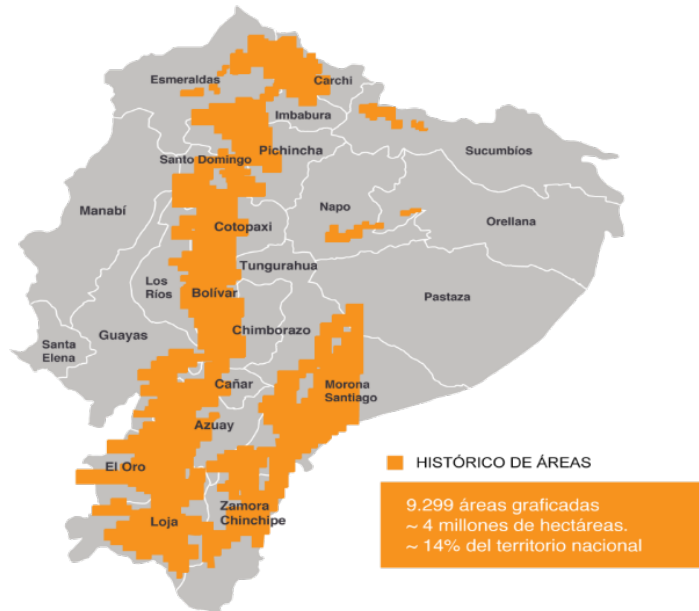 Esmeraldas
Carchi
Imbabura
Pichincha
Santo Domingo
Sucumbíos
Manabí
Napo
Orellana
Cotopaxi
Tungurahua
Los
Ríos
Bolívar
Pastaza
Guayas
Chimborazo
Santa
Elena
Cañar
Morona
Santiago
Azuay
El Oro
Zamora
Chinchipe
Loja
HISTÓRICO DE ÁREAS
9.299 áreas graficadas
~ 4 millones de hectáreas.
~ 14% del territorio nacional